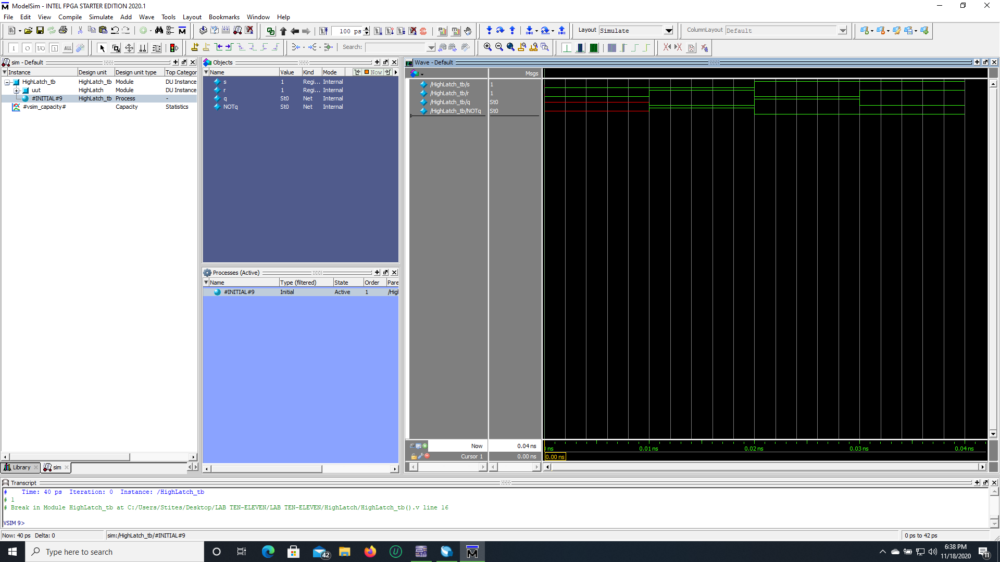 ModelSim - INTEL FPGA STARTER EDITION 2020.1
File Edit View Compile Simulate Add Wave Tools Layout Bookmarks Window Help
100 ps Layout Simulate ColumnLayout Default
ALL Search:
sim - Default
Instance Design unit Design unit type Top Categor
HighLatch_tb HighLatch_tb Module DU Instance
uut HighLatch Module DU Instance
#INITIAL#9 HighLatch_tb Process -
#vsim_capacity# Capacity Statistics
Library sim
Objects
Name Value Kind Mode Now
s 1 Regi... Internal
r 1 Regi... Internal
q St0 Net Internal
NOTq St0 Net Internal
Processes (Active)
Name Type (filtered) State Order Pare
#INITIAL#9 Initial Active 1 /High
Wave - Default
Msgs
/HighLatch_tb/s 1
/HighLatch_tb/r 1
/HighLatch_tb/q St0
/HighLatch_tb/NOTq St0
Now 0.04 ns ns 0.01 ns 0.02 ns 0.03 ns 0.04 ns
Cursor 1 0.00 ns 0.00 ns
Transcript
# Time: 40 ps Iteration: 0 Instance: /HighLatch_tb
# 1
# Break in Module HighLatch_tb at C:/Users/Stites/Desktop/LAB TEN-ELEVEN/LAB TEN-ELEVEN/HighLatch/HighLatch_tb().v line 16
VSIM 9>
Now: 40 ps Delta: 0 sim:/HighLatch_tb/#INITIAL#9 0 ps to 42 ps
Type here to search 42 6:38 PM
11/18/2020 11